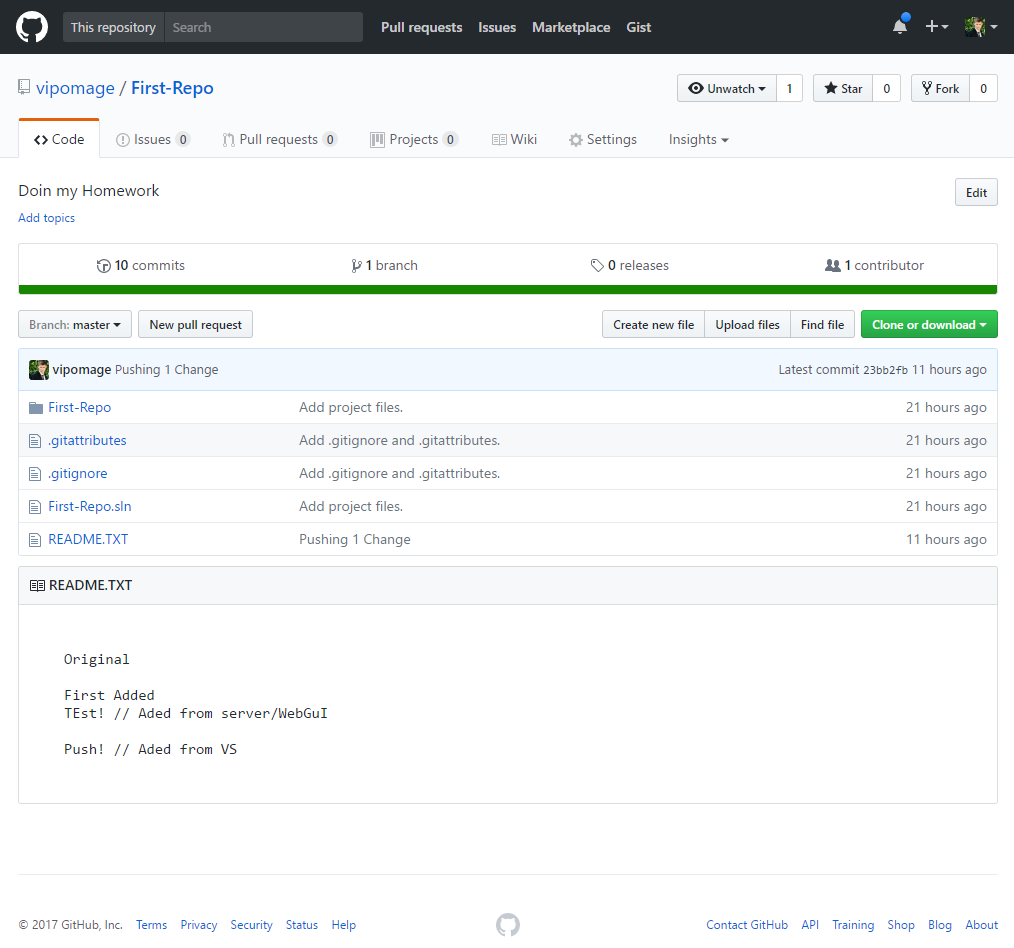 This repository Search Pull requests Issues Marketplace Gist
vipomage / First-Repo Unwatch 1 Star 0 Fork 0
Code Issues 0 Pull requests 0 Projects 0 Wiki Settings Insights
Doin my Homework Edit
Add topics
10 commits 1 branch 0 releases 1 contributor
Branch: master New pull request Create new file Upload files Find file Clone or download
vipomage Pushing 1 Change Latest commit 23bb2fb 11 hours ago
First-Repo Add project files. 21 hours ago
.gitattributes Add .gitignore and .gitattributes. 21 hours ago
.gitignore Add .gitignore and .gitattributes. 21 hours ago
First-Repo.sln Add project files. 21 hours ago
README.TXT Pushing 1 Change 11 hours ago
README.TXT
Original
First Added
TEst! // Aded from server/WebGuI
Push! // Aded from VS
© 2017 GitHub, Inc. Terms Privacy Security Status Help Contact GitHub API Training Shop Blog About